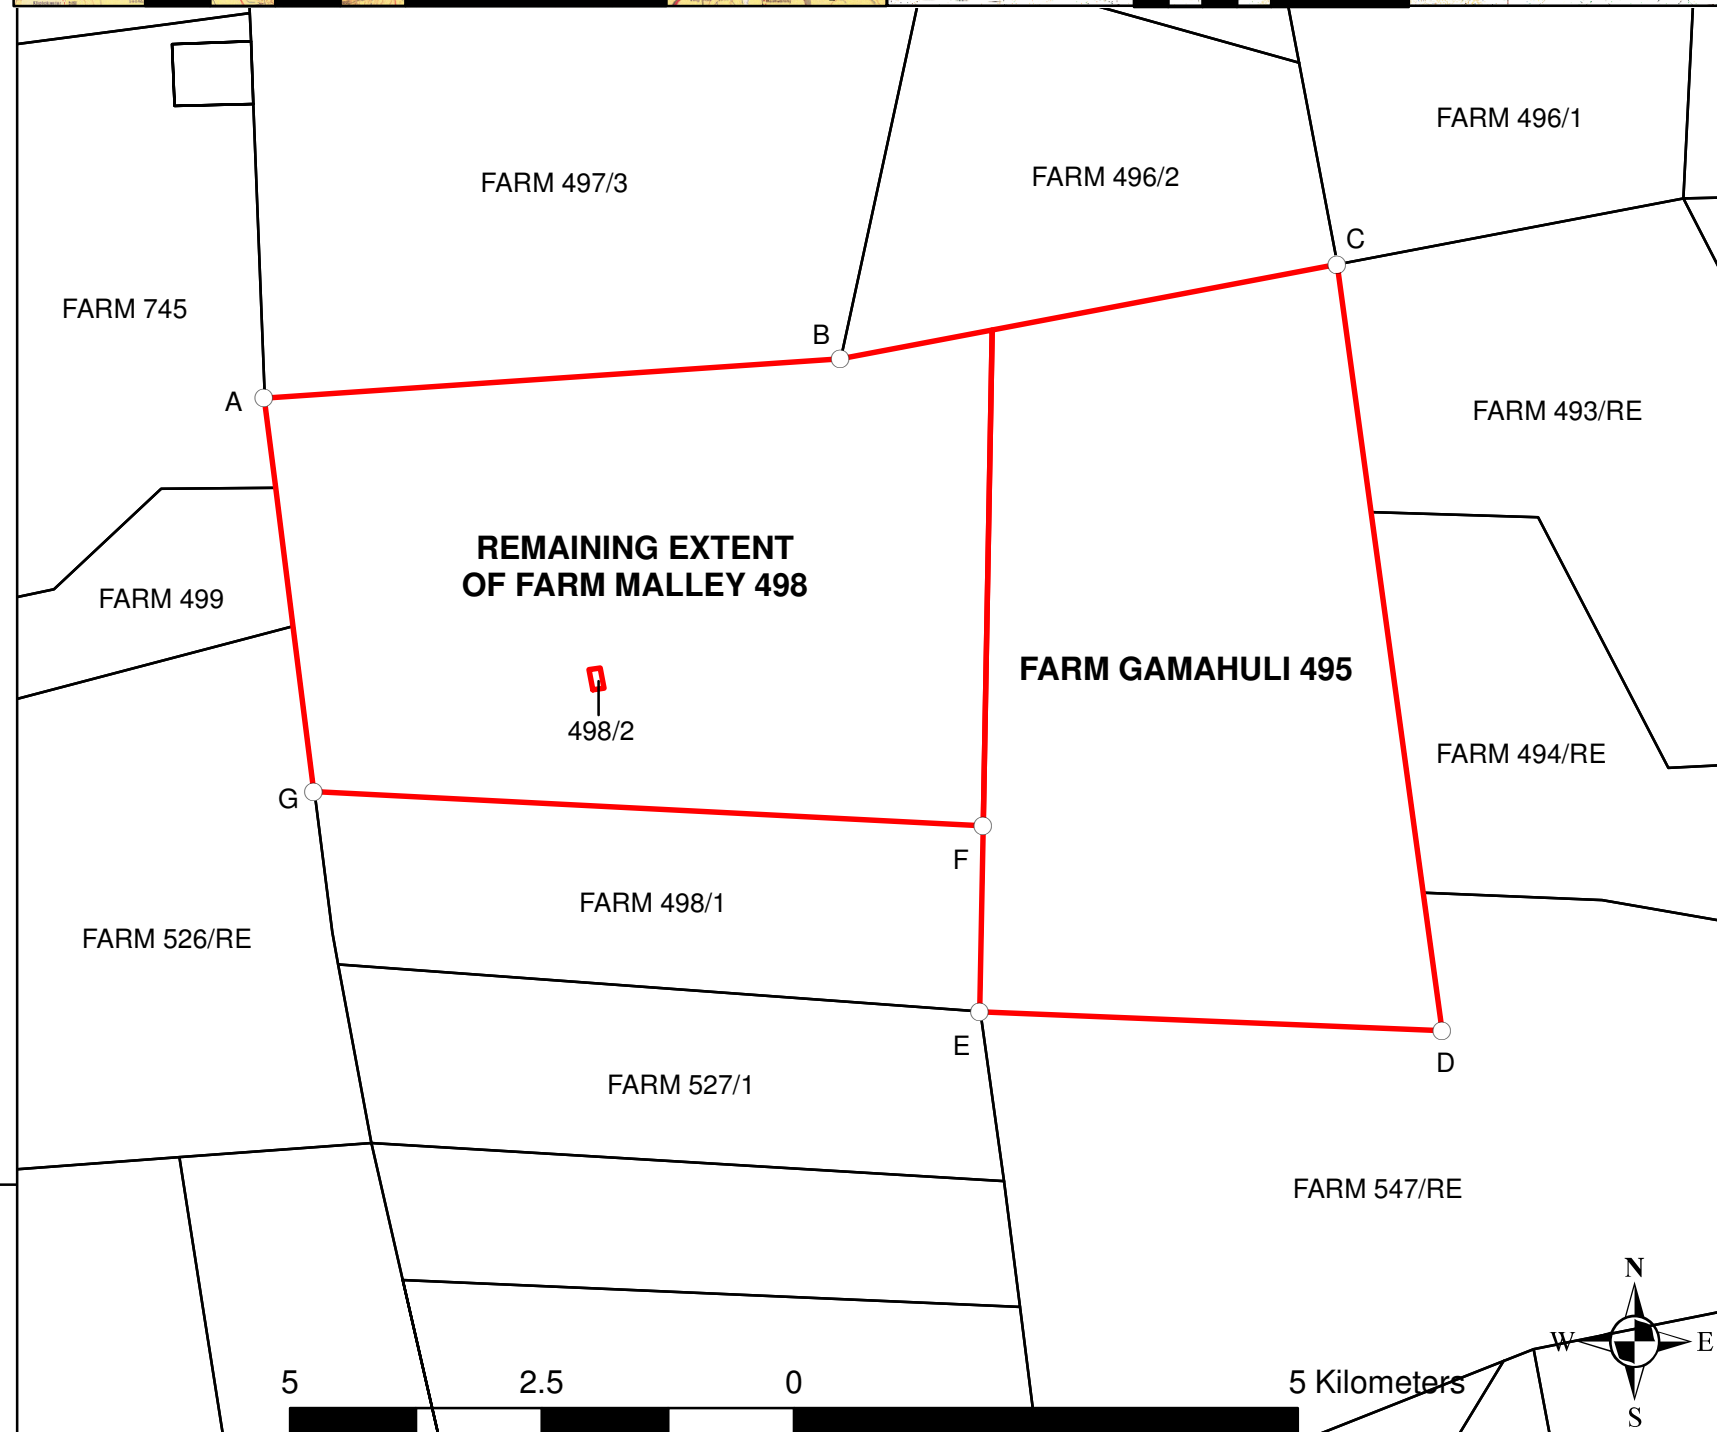 FARM 496/1
FARM 496/2
FARM 497/3
C
FARM 745
B
A
FARM 493/RE
REMAINING EXTENT
OF FARM MALLEY 498
FARM 499
FARM GAMAHULI 495
498/2
FARM 494/RE
G
F
FARM 498/1
FARM 526/RE
E
D
FARM 527/1
FARM 547/RE
N
W E
S
5 2.5 0 5 Kilometers